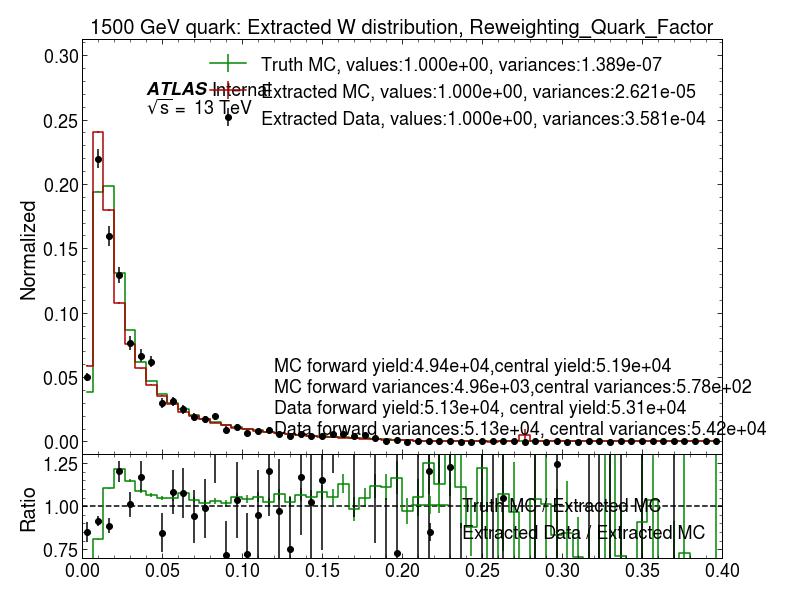 1500 GeV quark: Extracted W distribution, Reweighting_Quark_Factor
Truth MC, values:1.000e+00, variances:1.389e-07
ATLAS Internal
Extracted MC, values:1.000e+00, variances:2.621e-05
√s = 13 TeV
Extracted Data, values:1.000e+00, variances:3.581e-04
Normalized
0.30
0.25
0.20
0.15
0.10
0.05
0.00
MC forward yield:4.94e+04,central yield:5.19e+04
MC forward variances:4.96e+03,central variances:5.78e+02
Data forward yield:5.13e+04, central yield:5.31e+04
Data forward variances:5.13e+04, central variances:5.42e+04
Ratio
1.25
1.00
0.75
Truth MC / Extracted MC
Extracted Data / Extracted MC
0.00 0.05 0.10 0.15 0.20 0.25 0.30 0.35 0.40